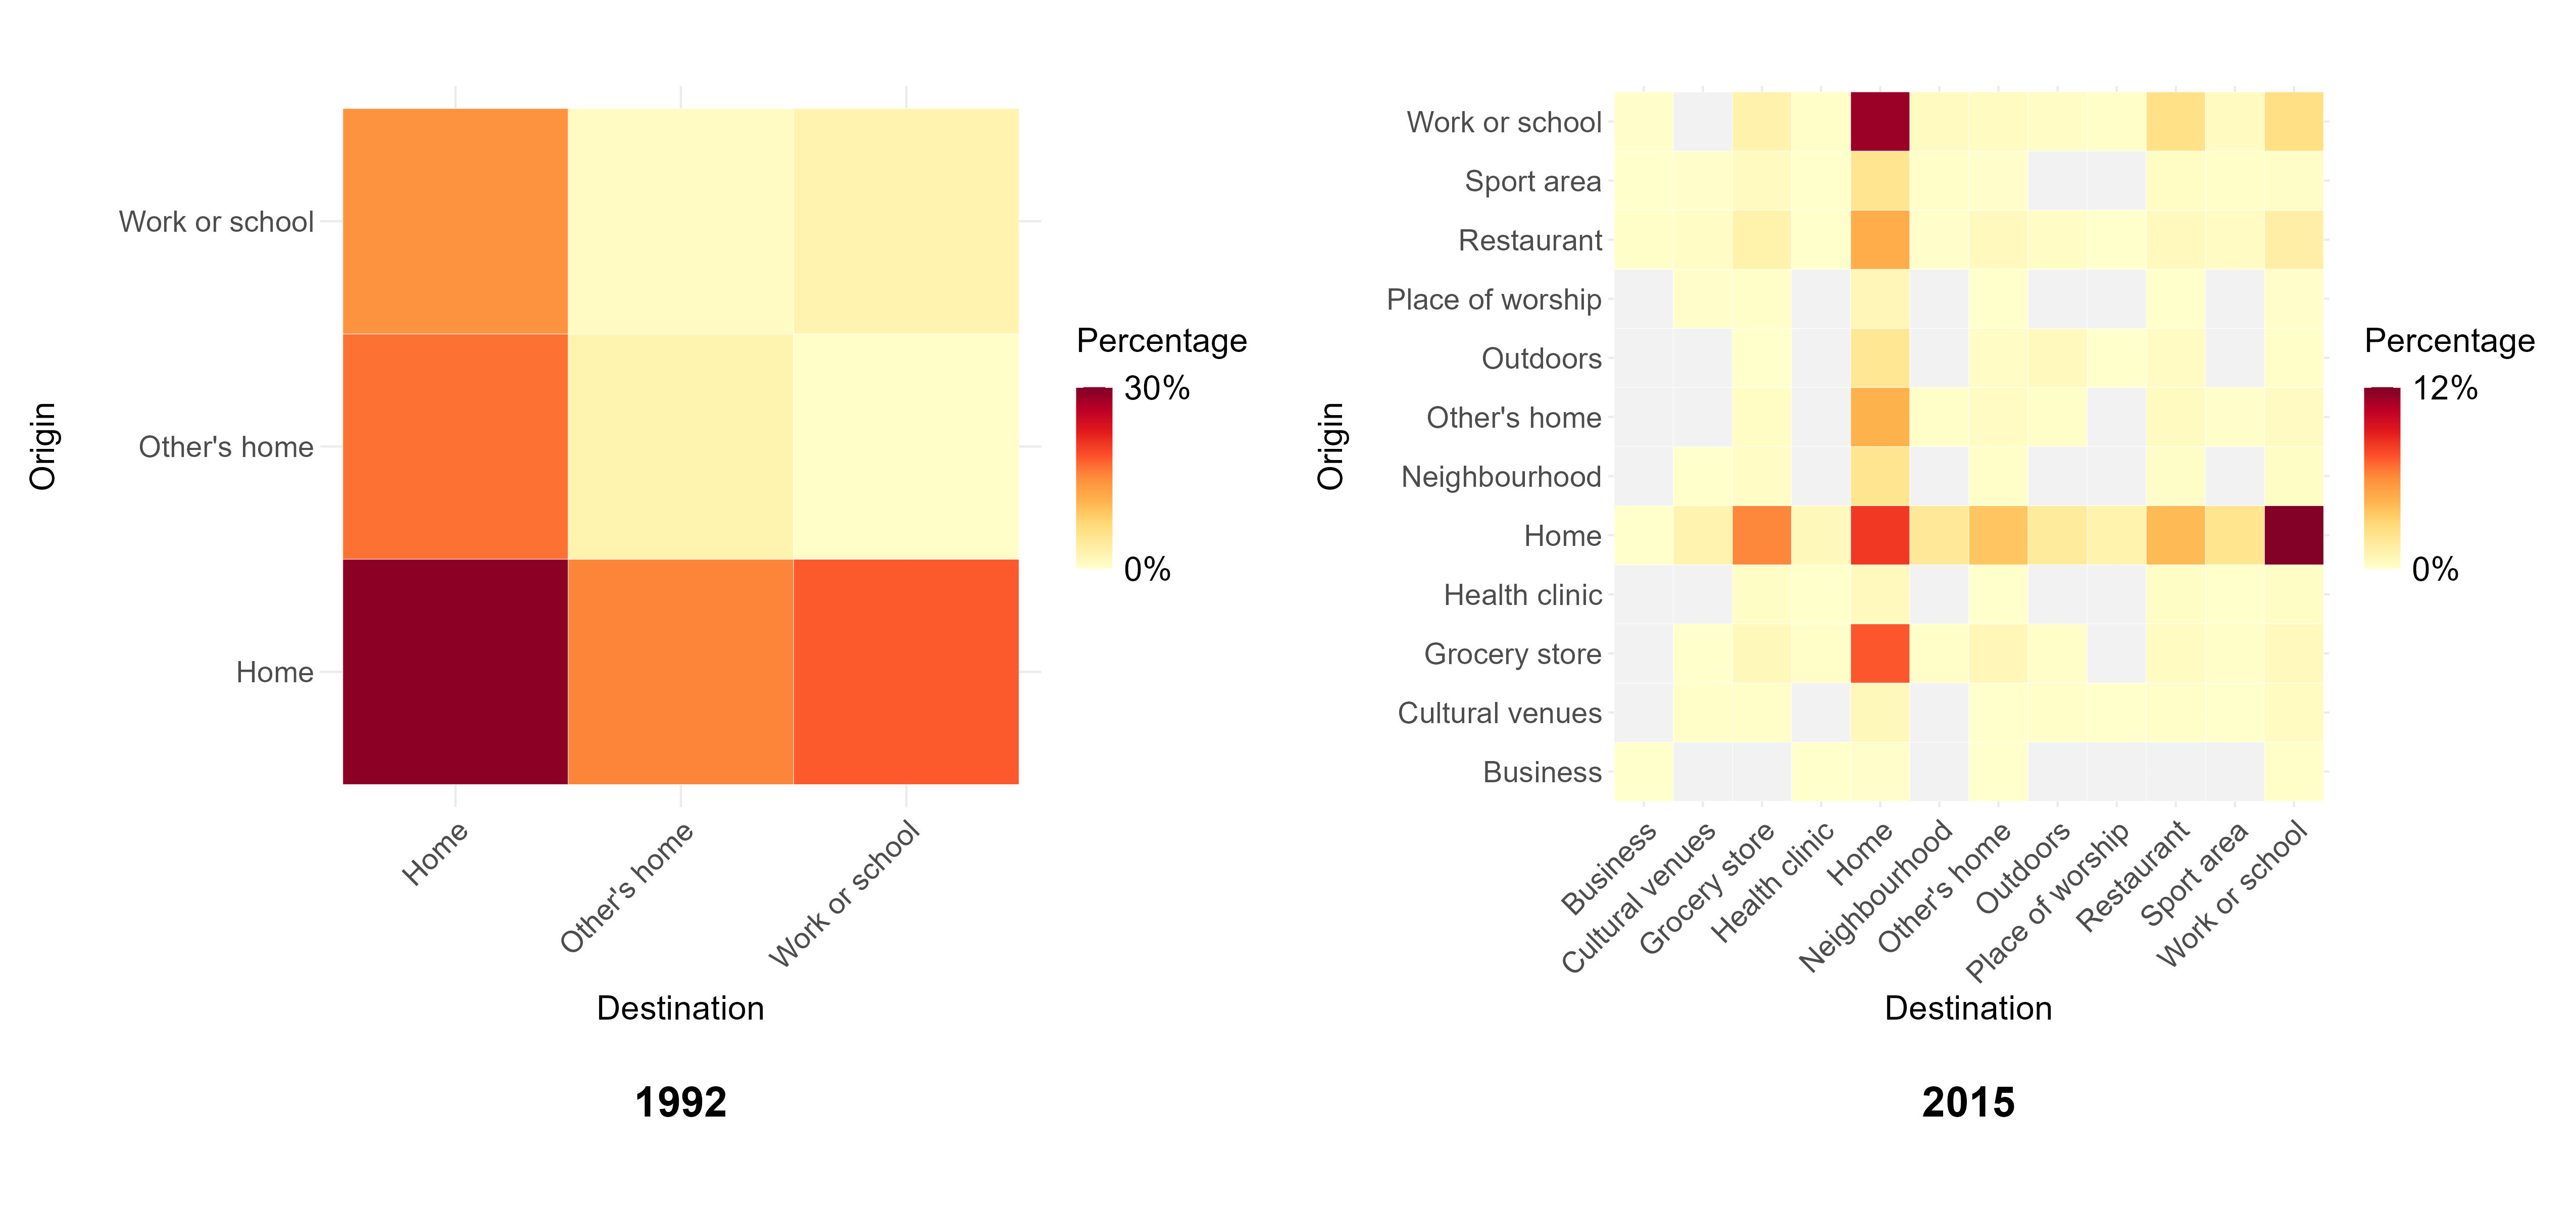 Origin
Work or school
Other's home
Home
Home
Other's home
Work or school
Destination
Percentage
30%
0%
1992
Origin
Work or school
Sport area
Restaurant
Place of worship
Outdoors
Other's home
Neighbourhood
Home
Health clinic
Grocery store
Cultural venues
Business
Business
Cultural venues
Grocery store
Health clinic
Home
Neighbourhood
Other's home
Outdoors
Place of worship
Restaurant
Sport area
Work or school
Destination
Percentage
12%
0%
2015